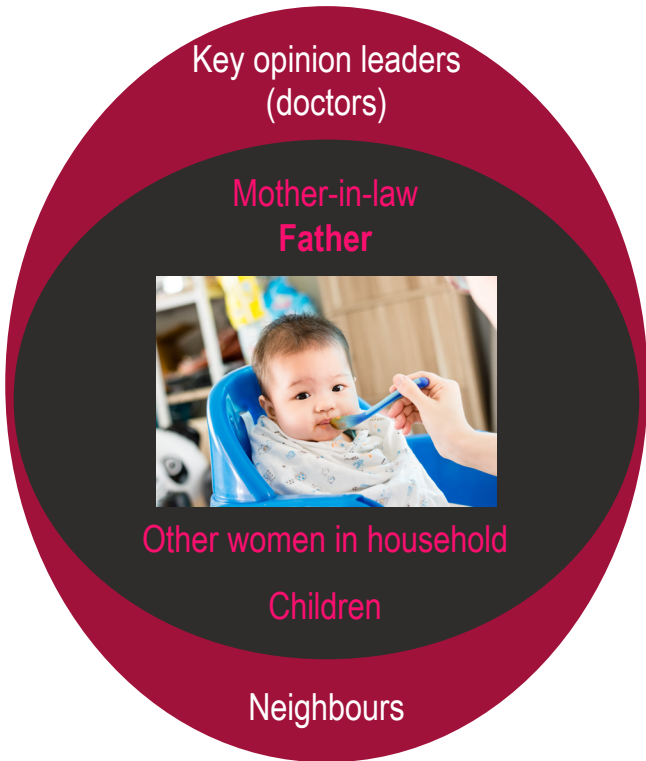 Key opinion leaders
(doctors)
Mother-in-law
Father
Other women in household
Children
Neighbours